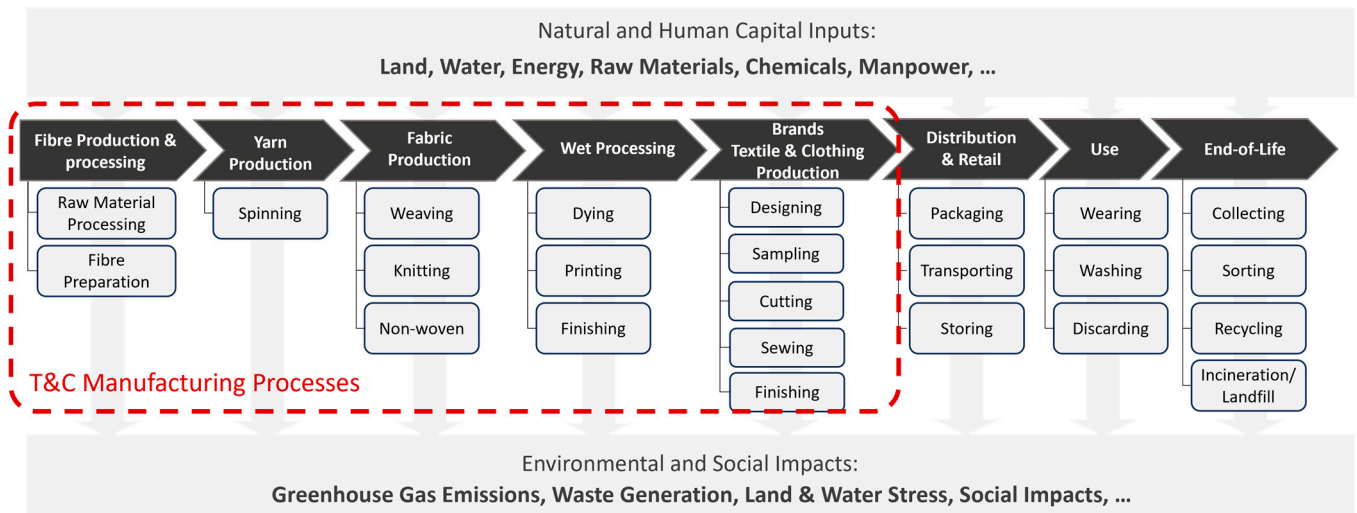 Natural and Human Capital Inputs:
Land, Water, Energy, Raw Materials, Chemicals, Manpower, ...
Fibre Production &
processing
Yarn
Production
Fabric
Production
Wet Processing
Brands
Textile & Clothing
Production
Distribution
& Retail
Use
End-of-Life
Raw Material
Processing
Fibre
Preparation
Spinning
Weaving
Knitting
Non-woven
Dying
Printing
Finishing
Designing
Sampling
Cutting
Sewing
Finishing
Packaging
Transporting
Storing
Wearing
Washing
Discarding
Collecting
Sorting
Recycling
Incineration/
Landfill
T&C Manufacturing Processes
Environmental and Social Impacts:
Greenhouse Gas Emissions, Waste Generation, Land & Water Stress, Social Impacts, ...